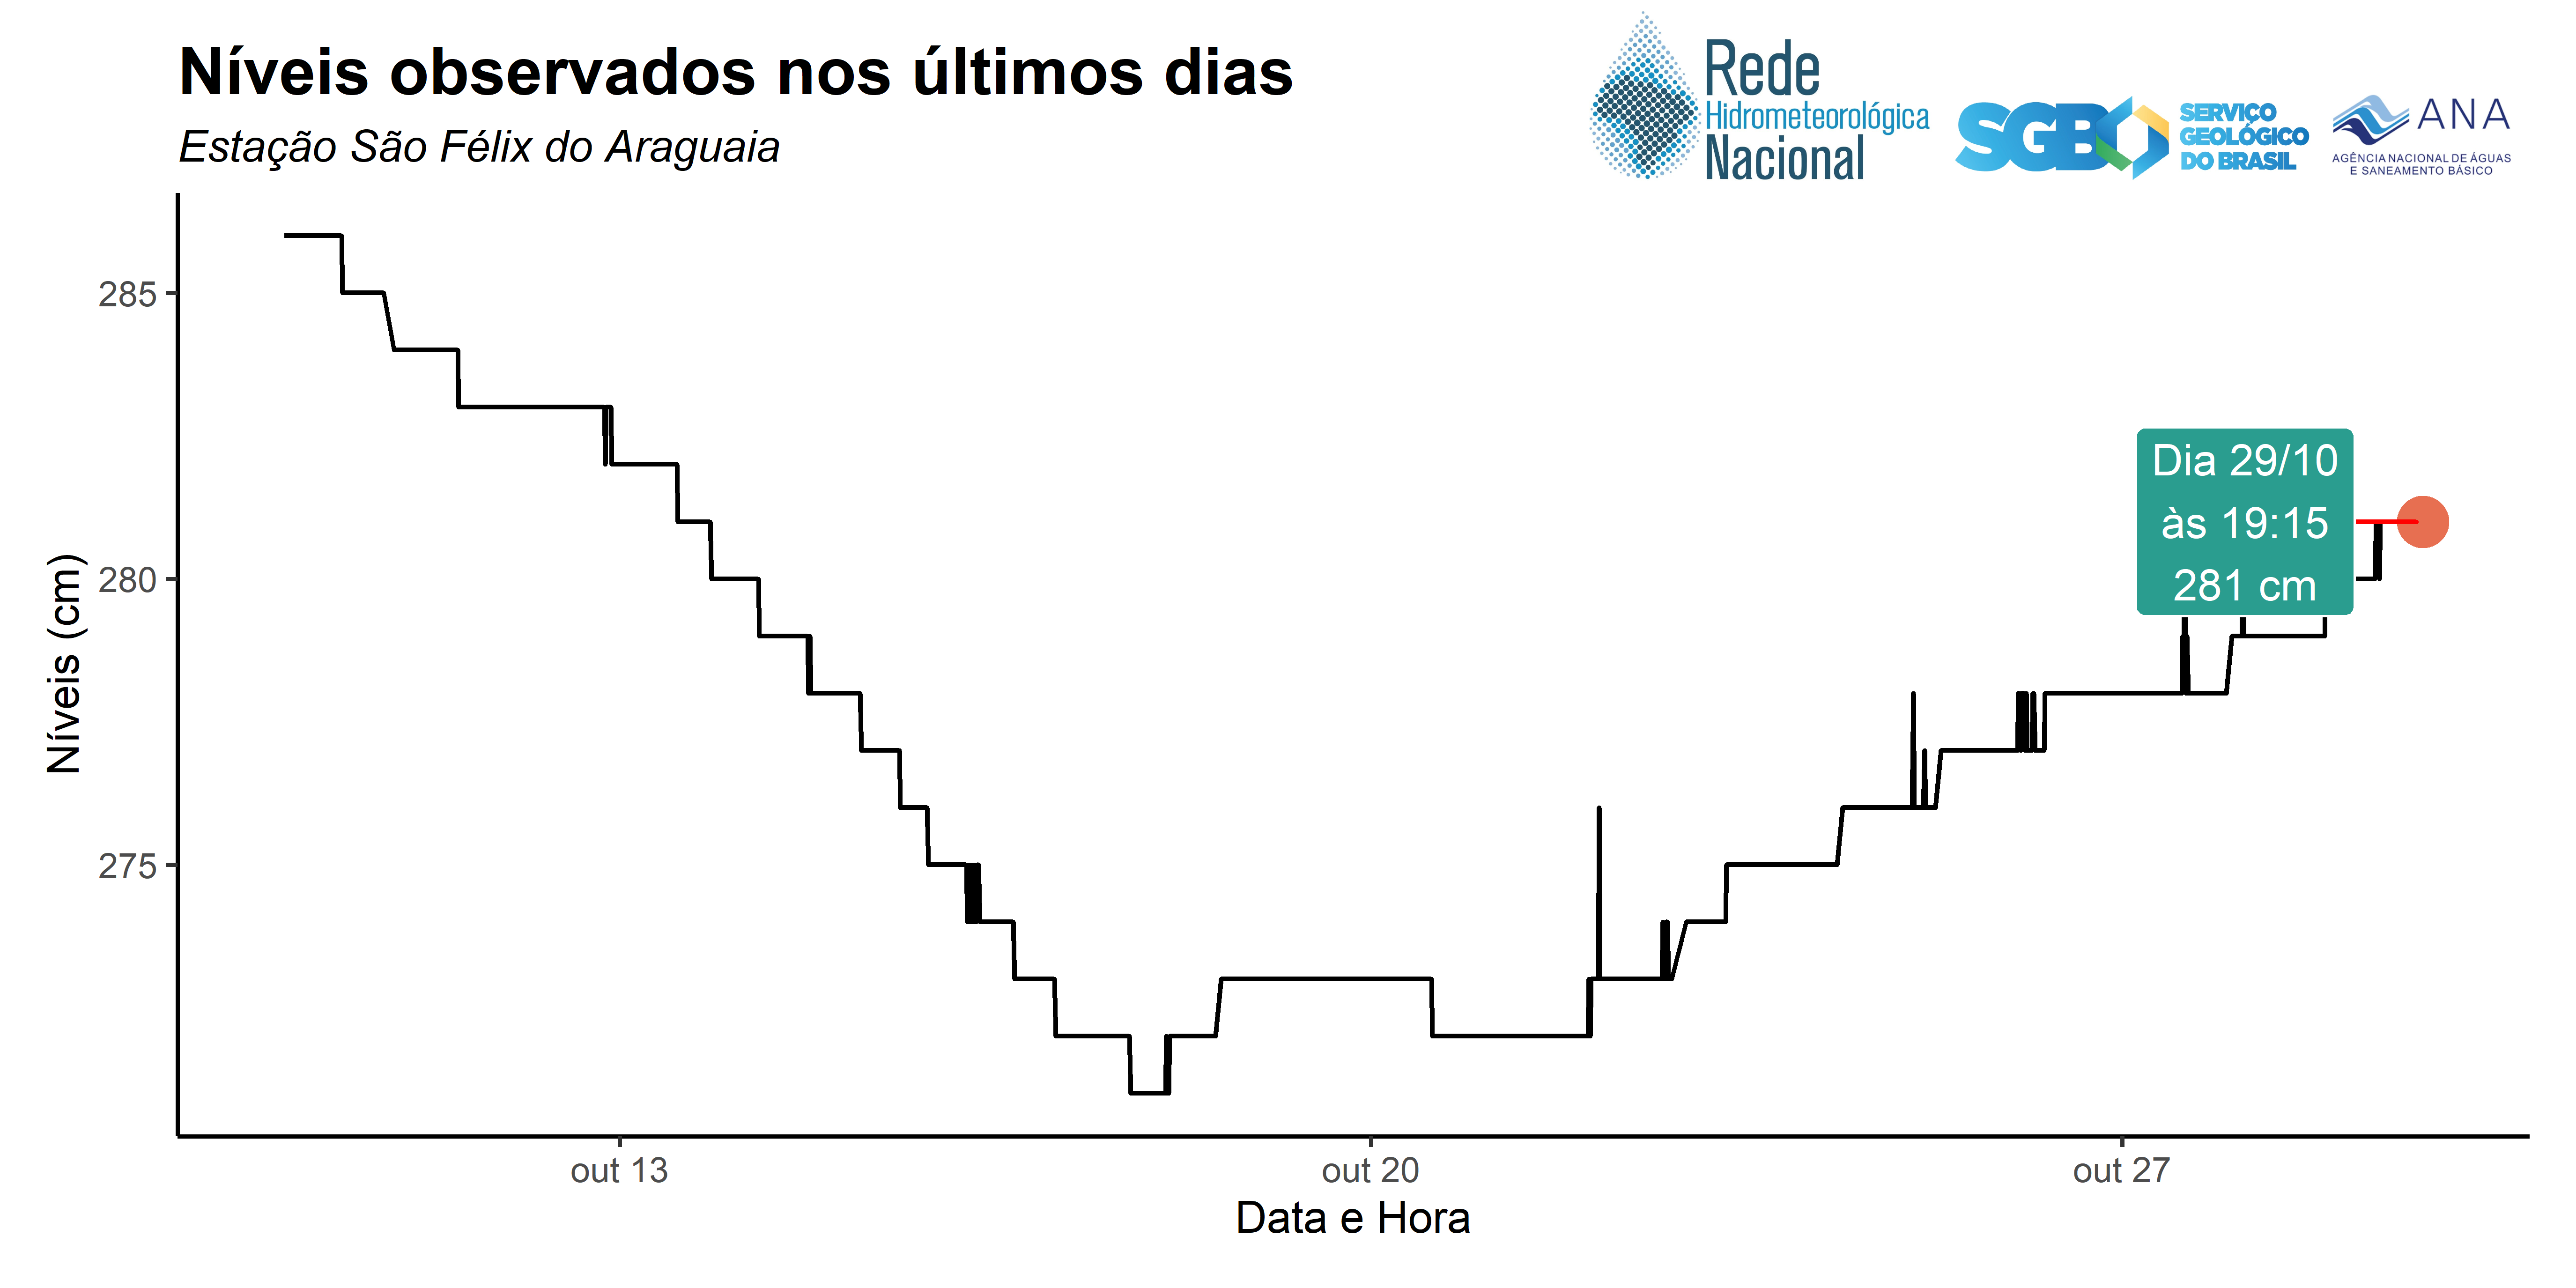 Níveis observados nos últimos dias
Estação São Félix do Araguaia
Rede
Hidrometeorológica
Nacional
SGB
SERVIÇO
GEOLÓGICO
DO BRASIL
ANA
AGÊNCIA NACIONAL DE ÁGUAS
E SANEAMENTO BÁSICO
Níveis (cm)
285
280
275
Dia 29/10
às 19:15
281 cm
out 13
out 20
out 27
Data e Hora